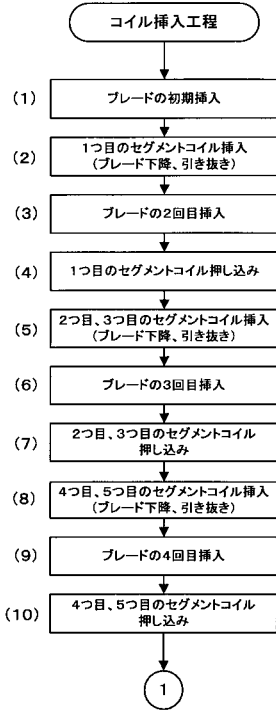 コイル挿入工程
(1) ブレードの初期挿入
(2) 1つ目のセグメントコイル挿入
(ブレード下降、引き抜き)
(3) ブレードの2回目挿入
(4) 1つ目のセグメントコイル押し込み
(5) 2つ目、3つ目のセグメントコイル挿入
(ブレード下降、引き抜き)
(6) ブレードの3回目挿入
(7) 2つ目、3つ目のセグメントコイル
押し込み
(8) 4つ目、5つ目のセグメントコイル挿入
(ブレード下降、引き抜き)
(9) ブレードの4回目挿入
(10) 4つ目、5つ目のセグメントコイル
押し込み
1